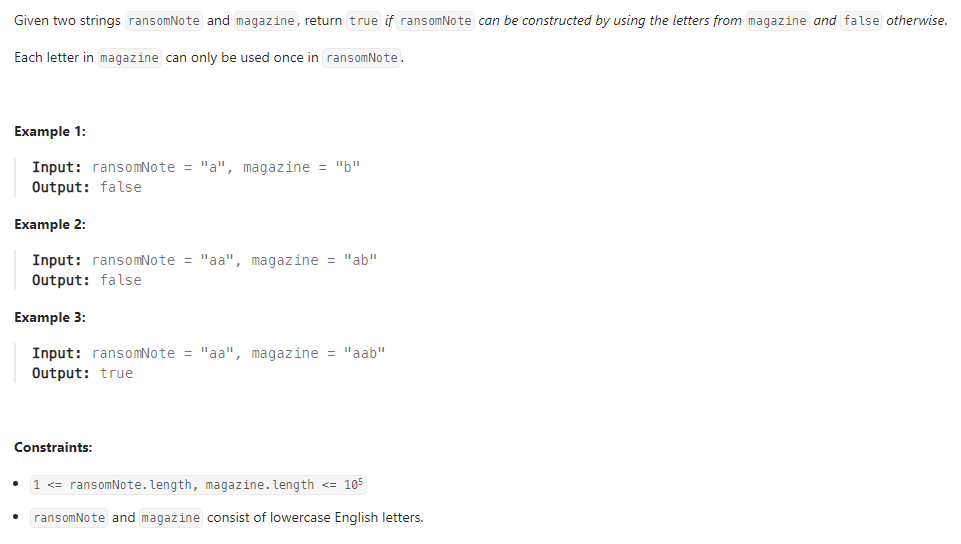 Given two strings ransomNote and magazine, return true if ransomNote can be constructed by using the letters from magazine and false otherwise.
Each letter in magazine can only be used once in ransomNote.
Example 1:
Input: ransomNote = "a", magazine = "b"
Output: false
Example 2:
Input: ransomNote = "aa", magazine = "ab"
Output: false
Example 3:
Input: ransomNote = "aa", magazine = "aab"
Output: true
Constraints:
• 1 <= ransomNote.length, magazine.length <= 10⁵
• ransomNote and magazine consist of lowercase English letters.